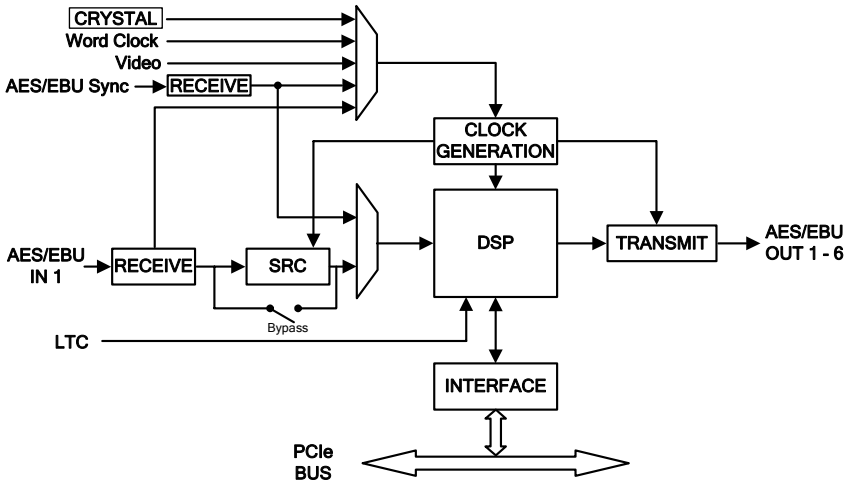 CRYSTAL
Word Clock
Video
AES/EBU Sync
RECEIVE
CLOCK
GENERATION
AES/EBU
IN 1
RECEIVE
SRC
Bypass
DSP
TRANSMIT
AES/EBU
OUT 1 - 6
LTC
INTERFACE
PCIe
BUS